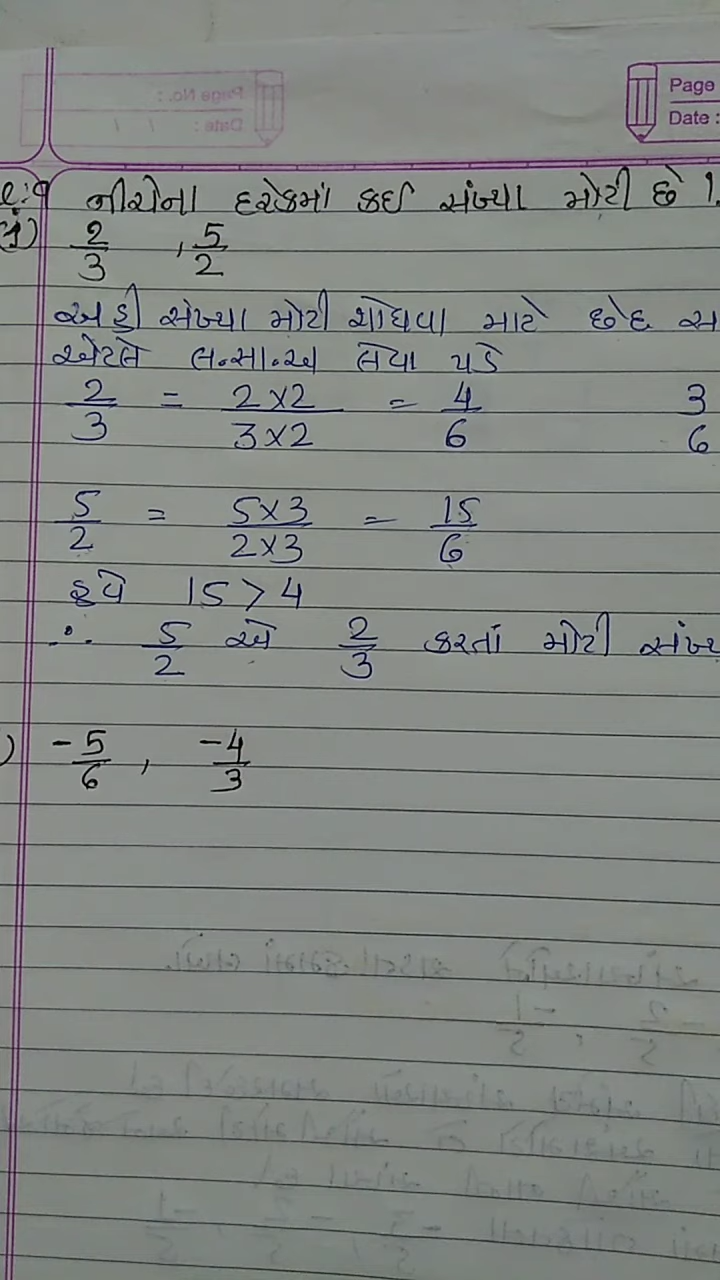 Page
Date :
દા:૧ નીચેના દરેકમાં કઈ સંખ્યા મોટી છે ?
(1) 2/3 , 5/2
અહીં સંખ્યા મોટી શોધવા માટે છેદ સ
એટલે લ.સા.અ લેવા પડે
2/3 = 2×2/3×2 = 4/6 3/6
5/2 = 5×3/2×3 = 15/6
હવે 15 > 4
∴ 5/2 એ 2/3 કરતાં મોટી સંખ્ય
) -5/6 , -4/3